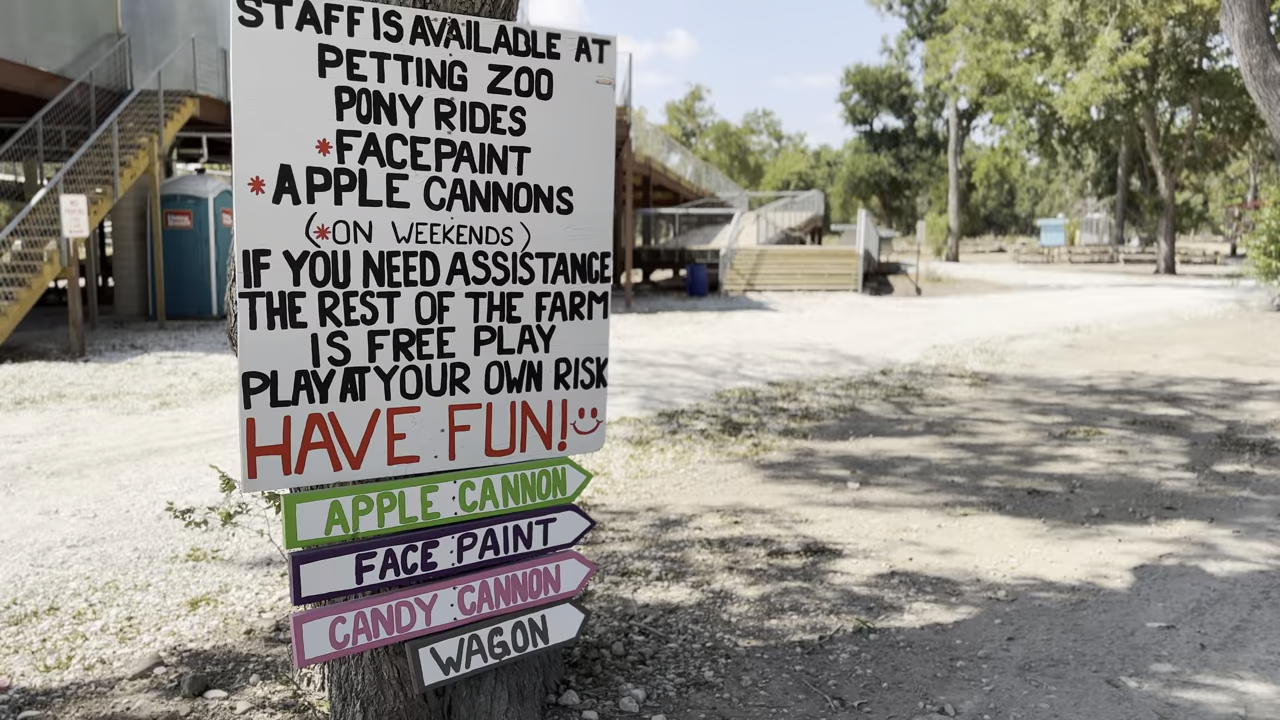 STAFF IS AVAILABLE AT
PETTING ZOO
PONY RIDES
*FACEPAINT
*APPLE CANNONS
(*ON WEEKENDS)
IF YOU NEED ASSISTANCE
THE REST OF THE FARM
IS FREE PLAY
PLAY AT YOUR OWN RISK
HAVE FUN!
APPLE CANNON
FACE PAINT
CANDY CANNON
WAGON